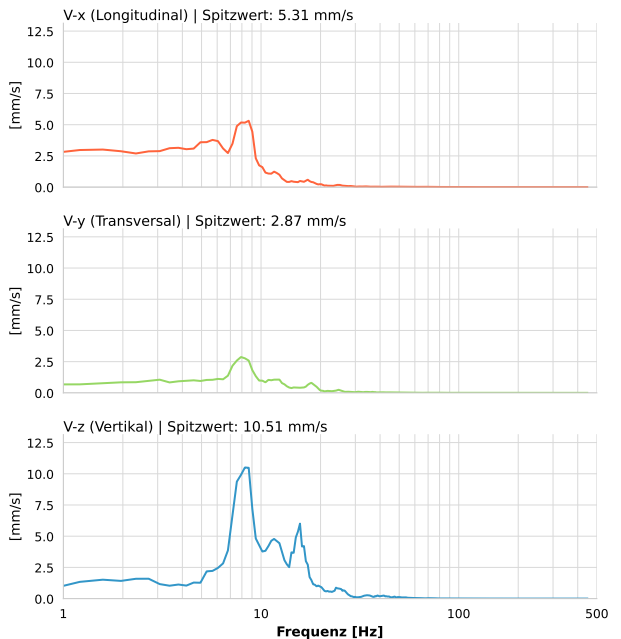 V-x (Longitudinal) | Spitzwert: 5.31 mm/s
12.5
10.0
7.5
5.0
2.5
0.0
[mm/s]
V-y (Transversal) | Spitzwert: 2.87 mm/s
12.5
10.0
7.5
5.0
2.5
0.0
[mm/s]
V-z (Vertikal) | Spitzwert: 10.51 mm/s
12.5
10.0
7.5
5.0
2.5
0.0
[mm/s]
1 10 100 500
Frequenz [Hz]